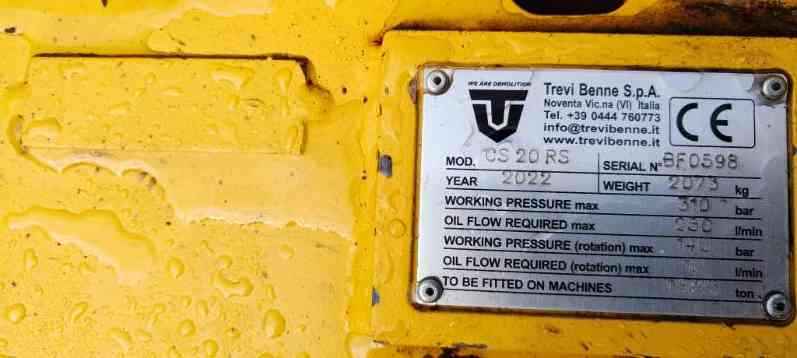 WE ARE DEMOLITION
Trevi Benne S.p.A.
Noventa Vic.na (VI) Italia
Tel. +39 0444 760773
info@trevibenne.it
www.trevibenne.it
CE
MOD. CS 20 RS SERIAL N° BF0598
YEAR 2022 WEIGHT 2073 kg
WORKING PRESSURE max 310 bar
OIL FLOW REQUIRED max 250 l/min
WORKING PRESSURE (rotation) max bar
OIL FLOW REQUIRED (rotation) max l/min
TO BE FITTED ON MACHINES ton.